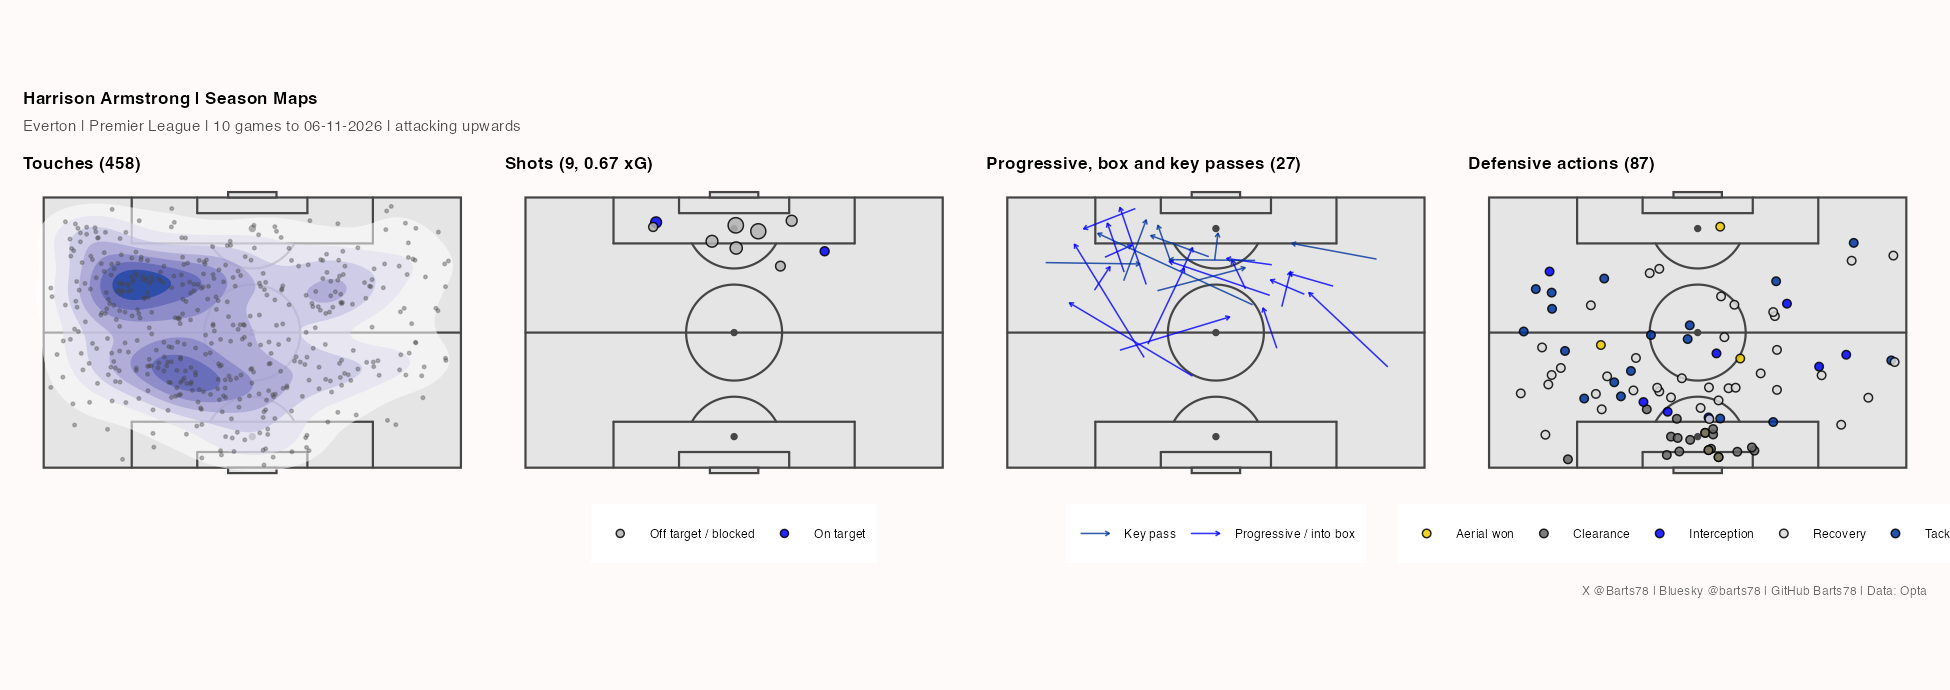 Harrison Armstrong | Season Maps
Everton | Premier League | 10 games to 06-11-2026 | attacking upwards
Touches (458)
Shots (9, 0.67 xG)
Progressive, box and key passes (27)
Defensive actions (87)
Off target / blocked
On target
Key pass
Progressive / into box
Aerial won
Clearance
Interception
Recovery
Tack
X @Barts78 | Bluesky @barts78 | GitHub Barts78 | Data: Opta